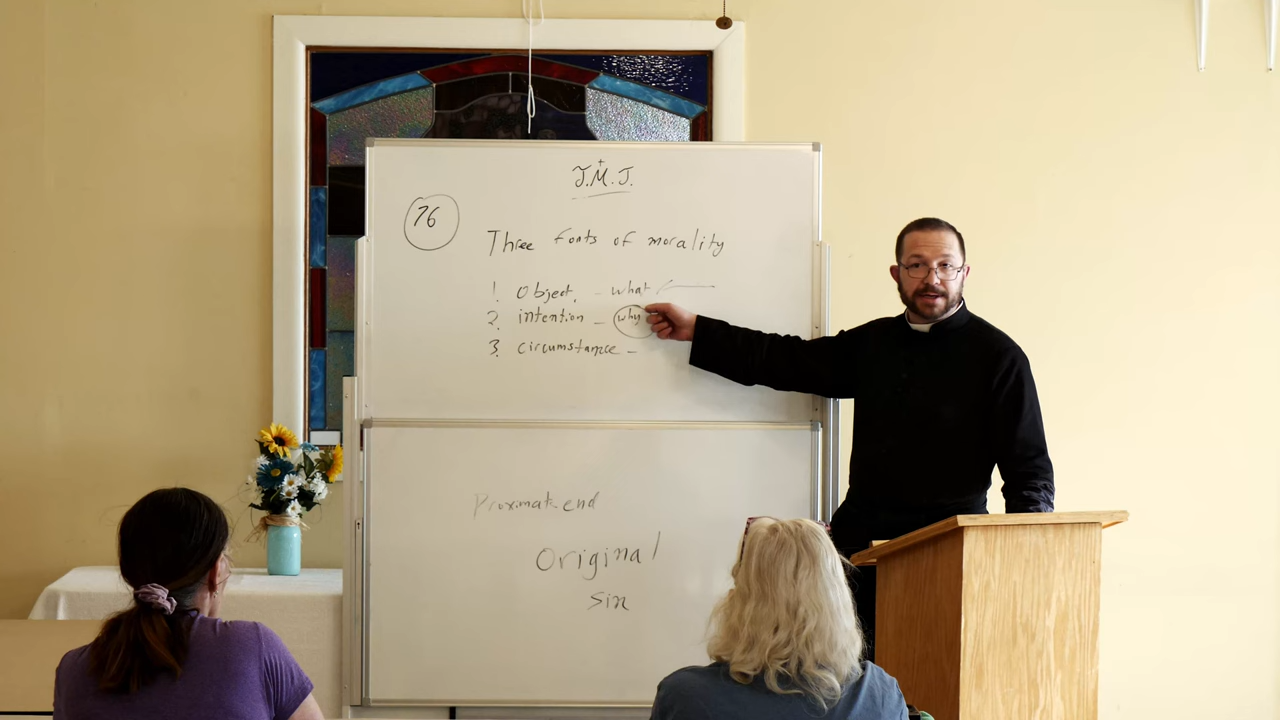 J.M.J.
76
Three fonts of morality
1. Object, - what
2. intention - why
3. circumstance -
Proximate end
Original
sin